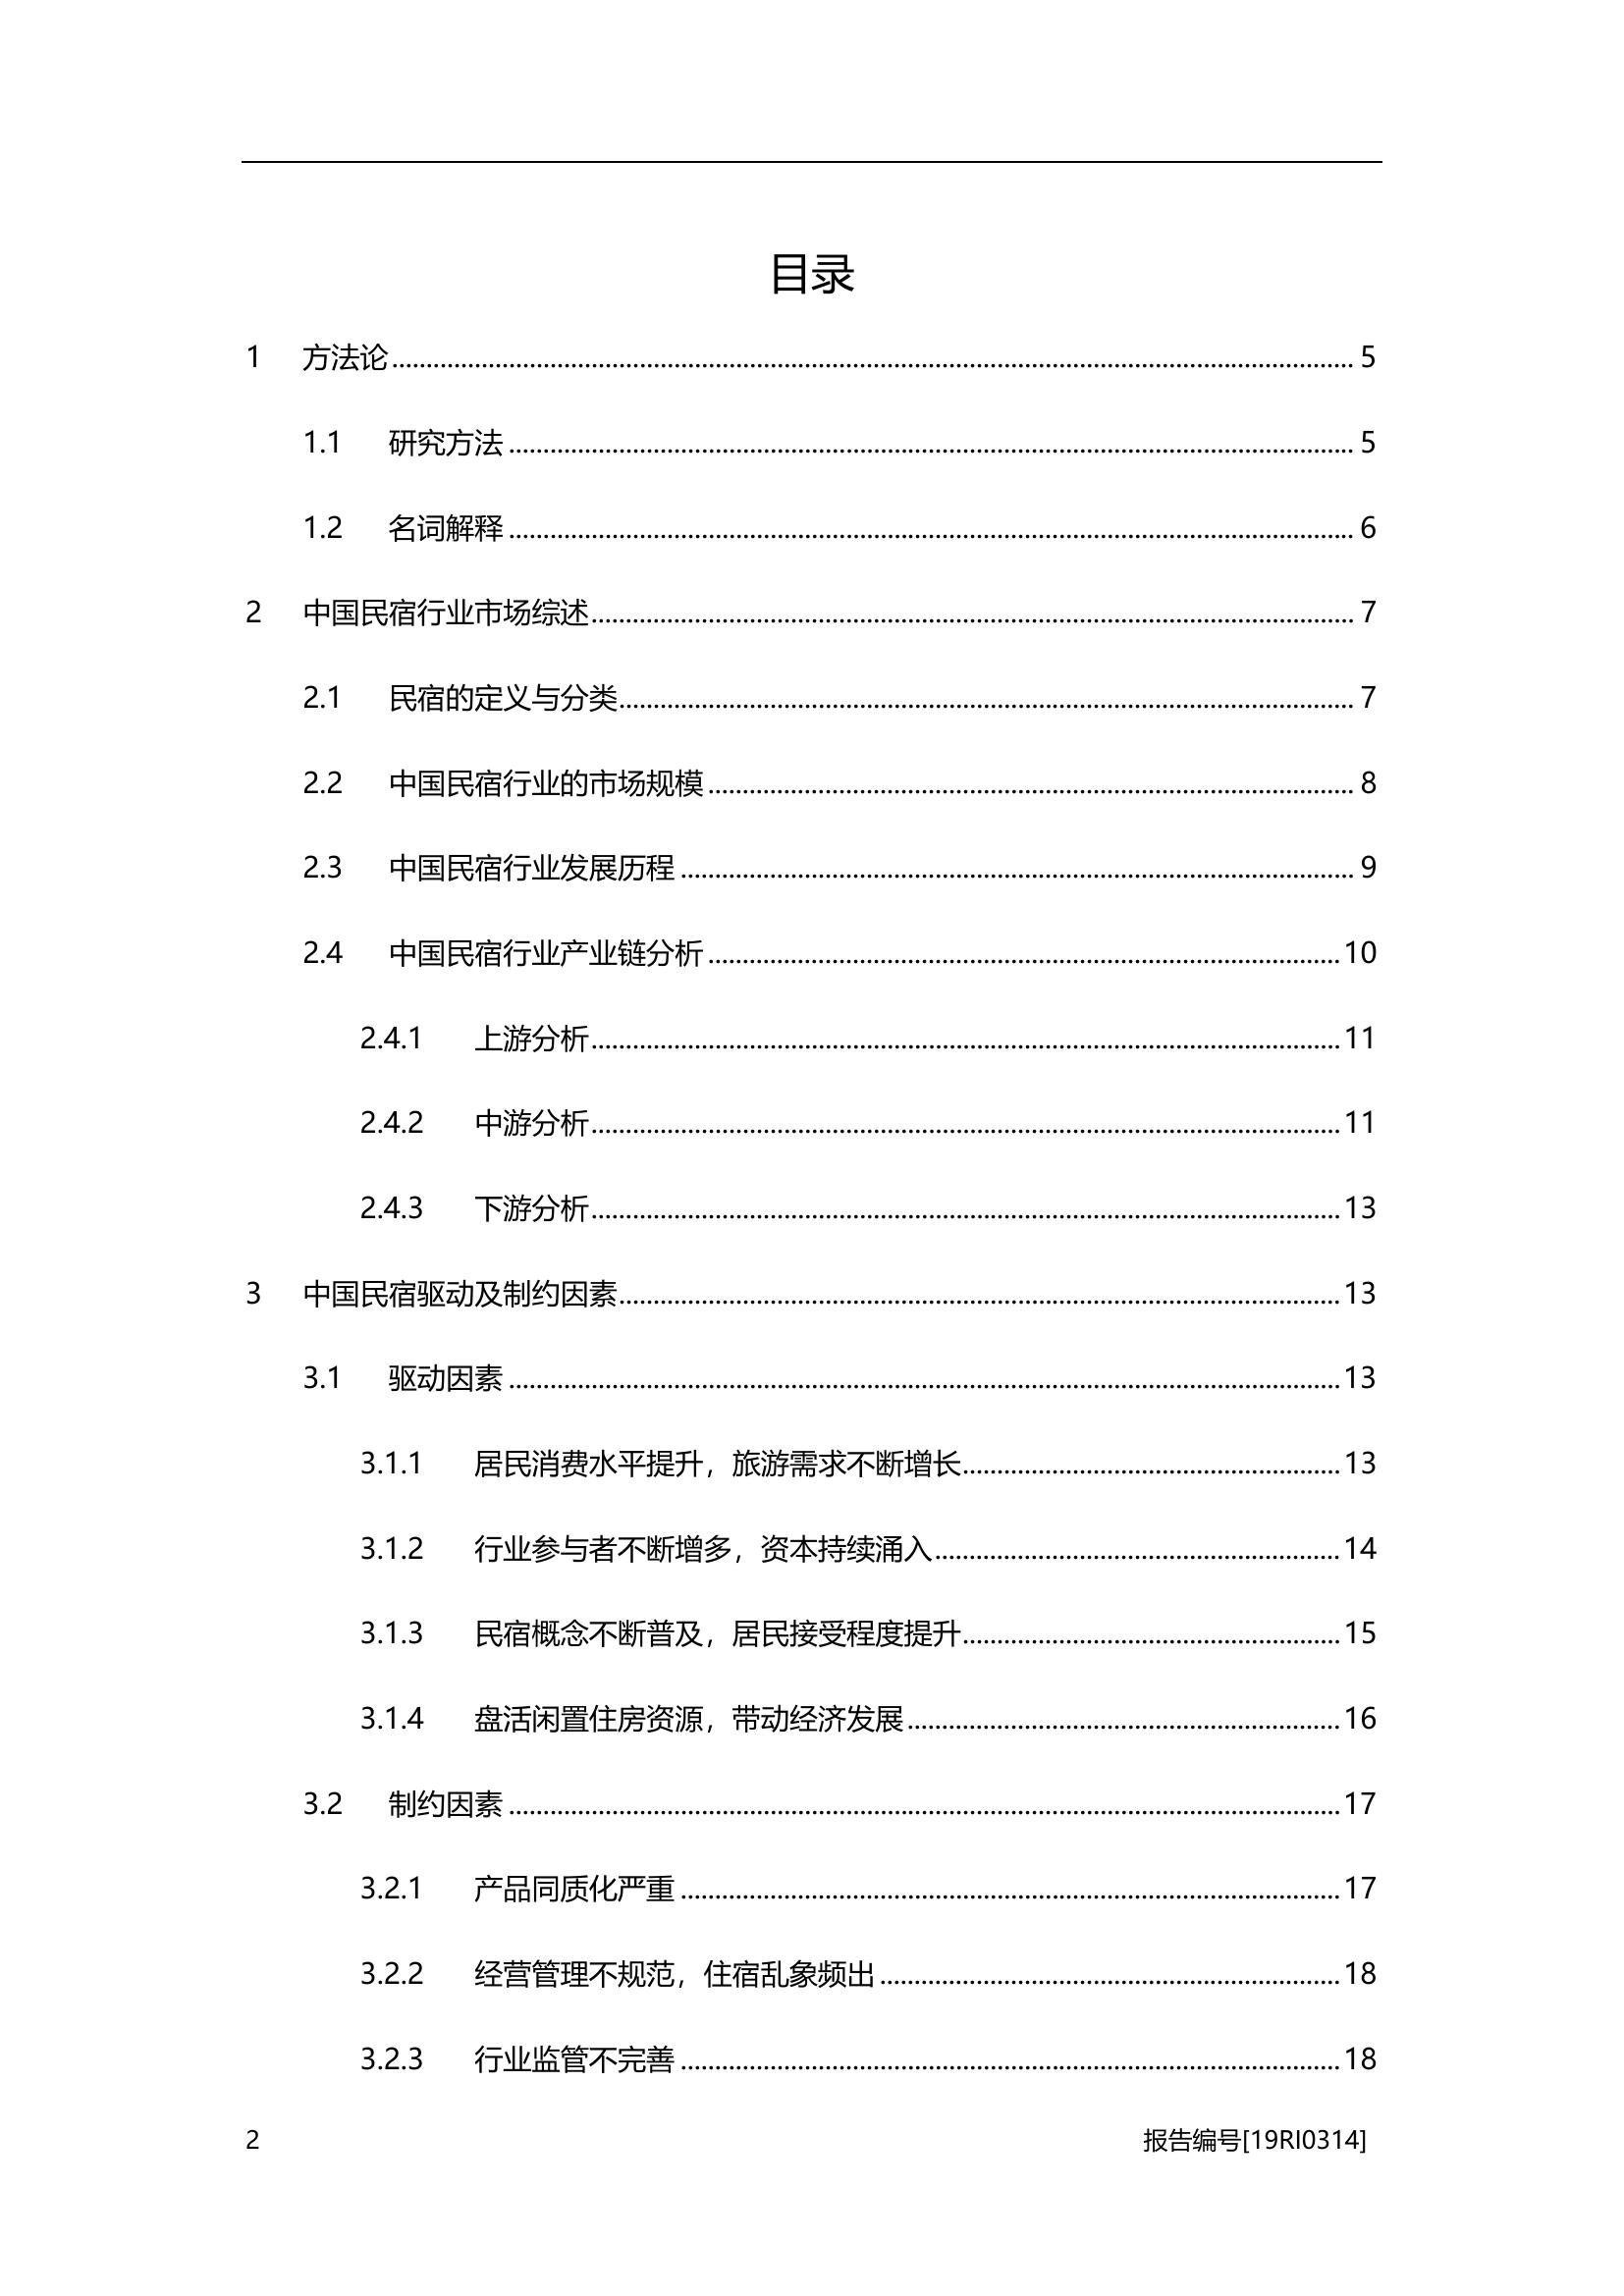 目录
1 方法论 5
1.1 研究方法 5
1.2 名词解释 6
2 中国民宿行业市场综述 7
2.1 民宿的定义与分类 7
2.2 中国民宿行业的市场规模 8
2.3 中国民宿行业发展历程 9
2.4 中国民宿行业产业链分析 10
2.4.1 上游分析 11
2.4.2 中游分析 11
2.4.3 下游分析 13
3 中国民宿驱动及制约因素 13
3.1 驱动因素 13
3.1.1 居民消费水平提升，旅游需求不断增长 13
3.1.2 行业参与者不断增多，资本持续涌入 14
3.1.3 民宿概念不断普及，居民接受程度提升 15
3.1.4 盘活闲置住房资源，带动经济发展 16
3.2 制约因素 17
3.2.1 产品同质化严重 17
3.2.2 经营管理不规范，住宿乱象频出 18
3.2.3 行业监管不完善 18
2 报告编号[19RI0314]